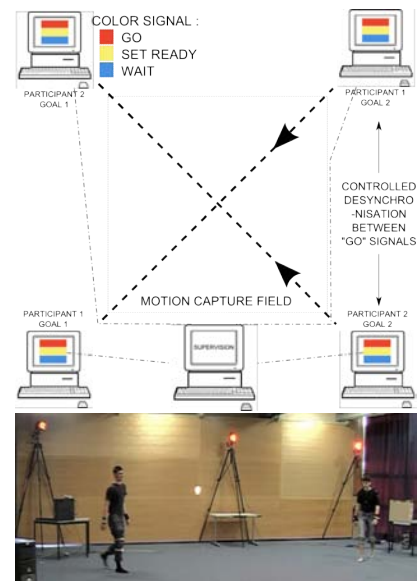 COLOR SIGNAL :
GO
SET READY
WAIT
PARTICIPANT 2
GOAL 1
PARTICIPANT 1
GOAL 2
CONTROLLED
DESYNCHRO
-NISATION
BETWEEN
"GO" SIGNALS
MOTION CAPTURE FIELD
PARTICIPANT 1
GOAL 1
SUPERVISION
PARTICIPANT 2
GOAL 2